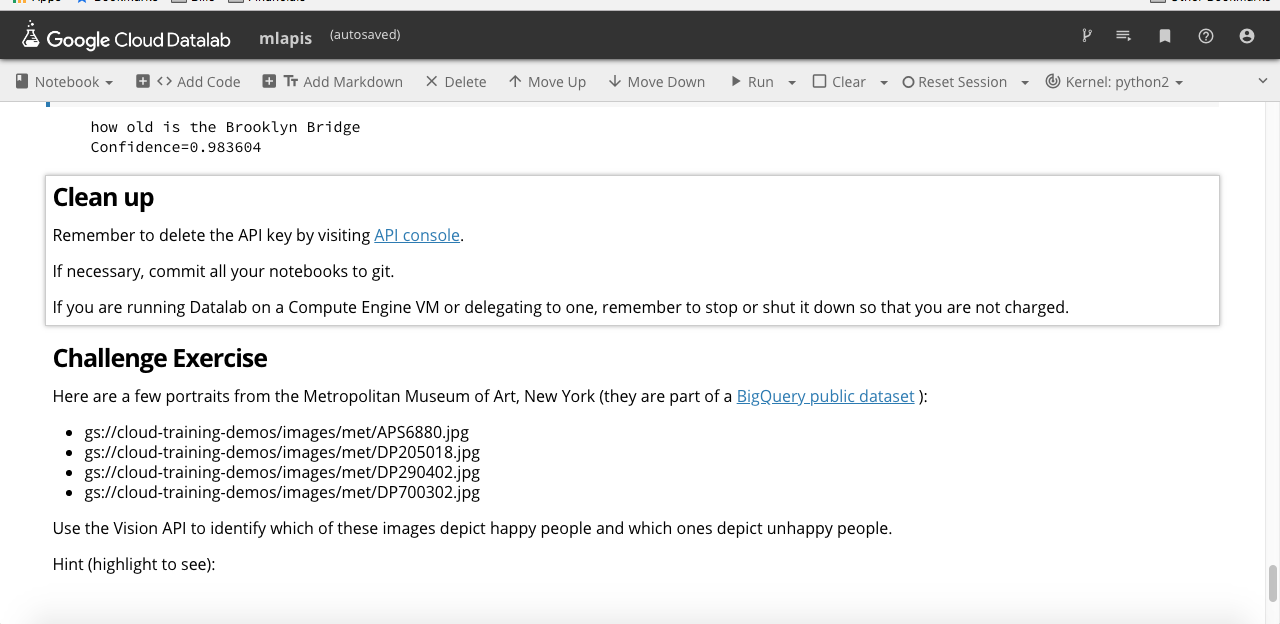 Apps Bookmarks Bills Financials Other Bookmarks
Google Cloud Datalab mlapis (autosaved)
Notebook Add Code Add Markdown Delete Move Up Move Down Run Clear Reset Session Kernel: python2
how old is the Brooklyn Bridge
Confidence=0.983604
Clean up
Remember to delete the API key by visiting API console.
If necessary, commit all your notebooks to git.
If you are running Datalab on a Compute Engine VM or delegating to one, remember to stop or shut it down so that you are not charged.
Challenge Exercise
Here are a few portraits from the Metropolitan Museum of Art, New York (they are part of a BigQuery public dataset ):
• gs://cloud-training-demos/images/met/APS6880.jpg
• gs://cloud-training-demos/images/met/DP205018.jpg
• gs://cloud-training-demos/images/met/DP290402.jpg
• gs://cloud-training-demos/images/met/DP700302.jpg
Use the Vision API to identify which of these images depict happy people and which ones depict unhappy people.
Hint (highlight to see):